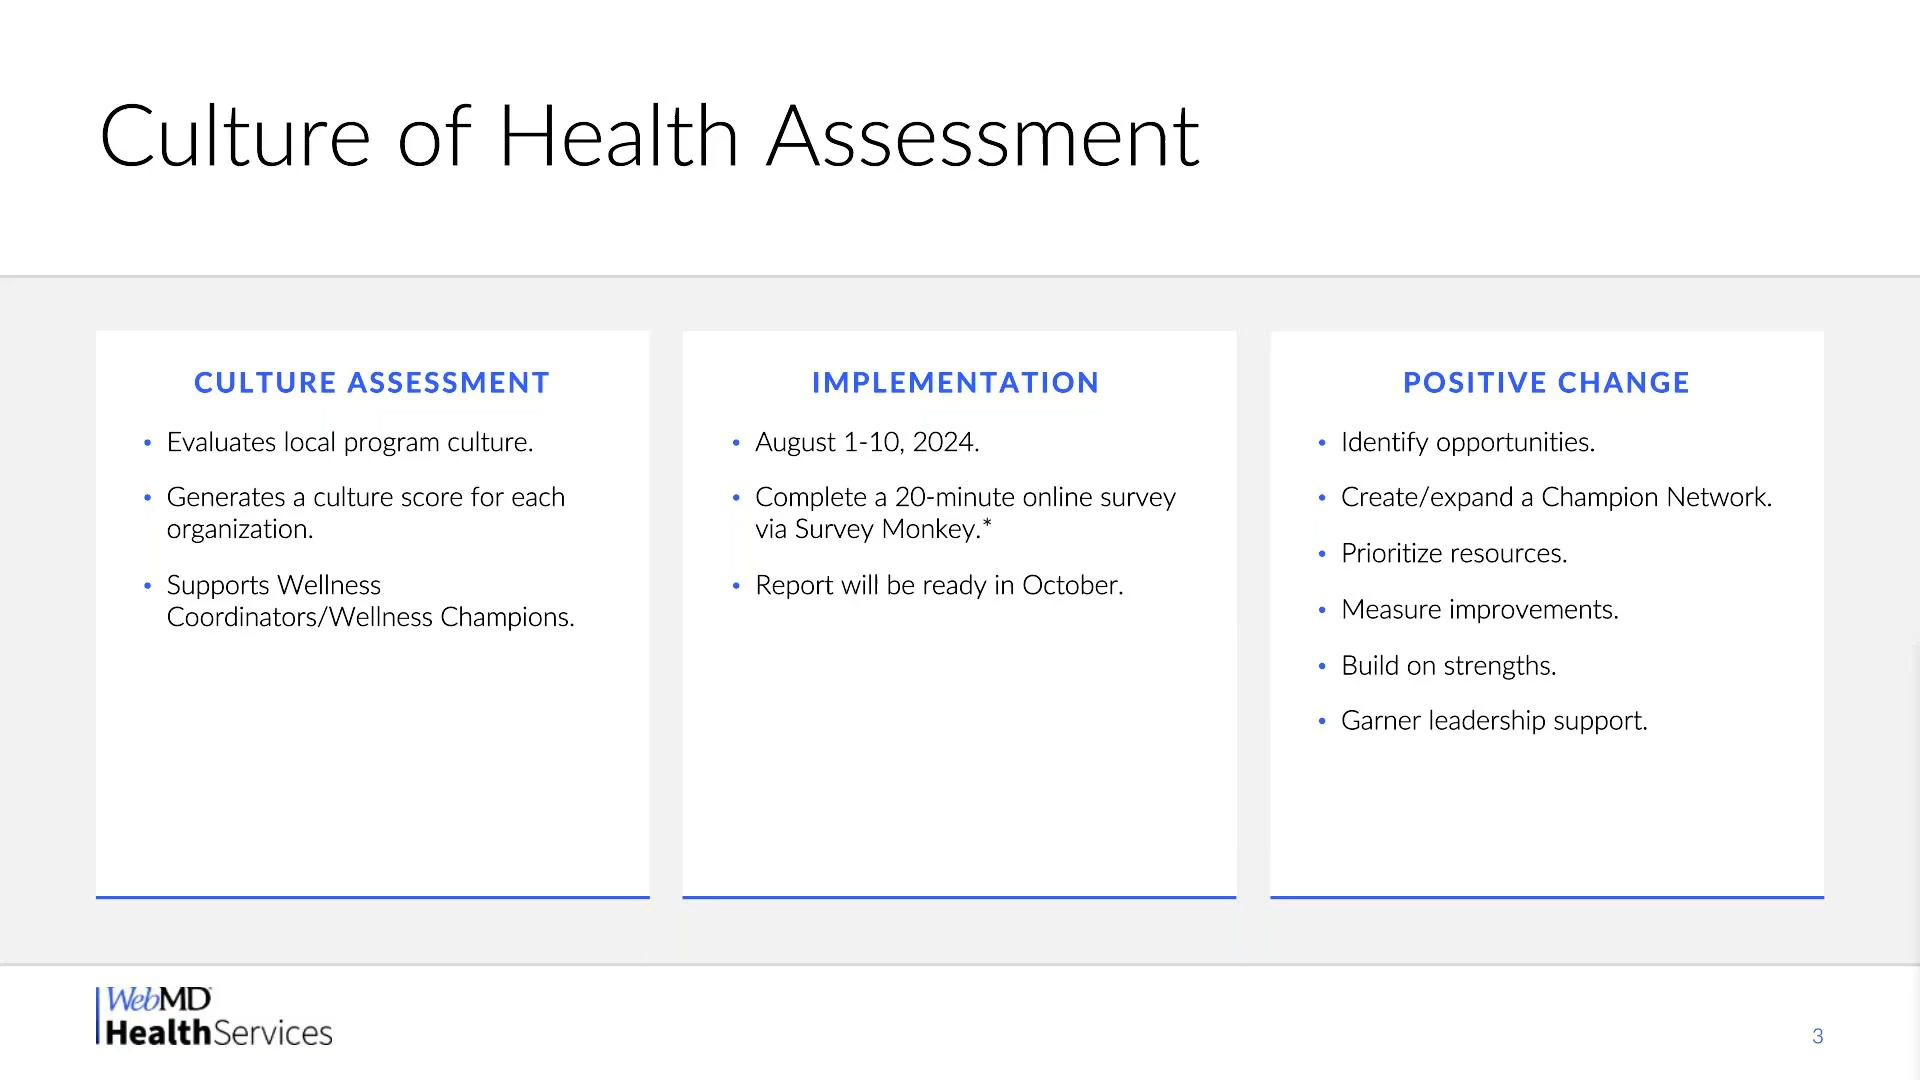 Culture of Health Assessment
CULTURE ASSESSMENT
• Evaluates local program culture.
• Generates a culture score for each
organization.
• Supports Wellness
Coordinators/Wellness Champions.
IMPLEMENTATION
• August 1-10, 2024.
• Complete a 20-minute online survey
via Survey Monkey.*
• Report will be ready in October.
POSITIVE CHANGE
• Identify opportunities.
• Create/expand a Champion Network.
• Prioritize resources.
• Measure improvements.
• Build on strengths.
• Garner leadership support.
WebMD
HealthServices
3